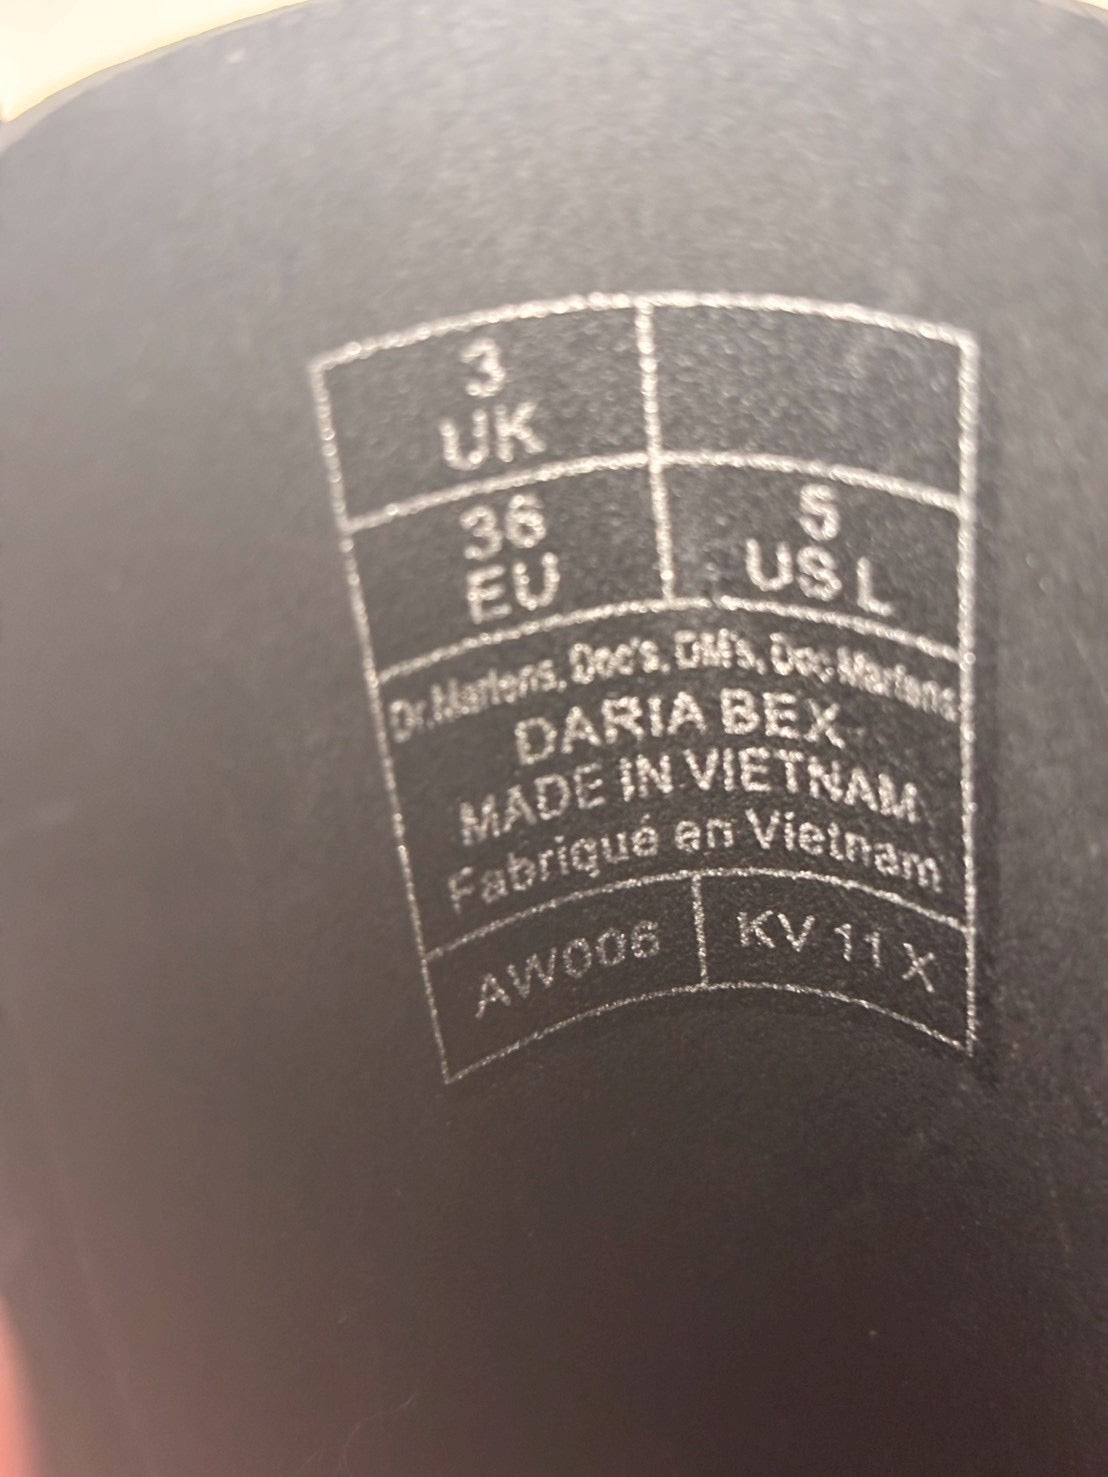 3
UK
36
EU
5
US L
Dr.Martens, Doc's, DM's, Doc Martens
DARIA BEX
MADE IN VIETNAM
Fabriqué en Vietnam
AW006
KV 11 X